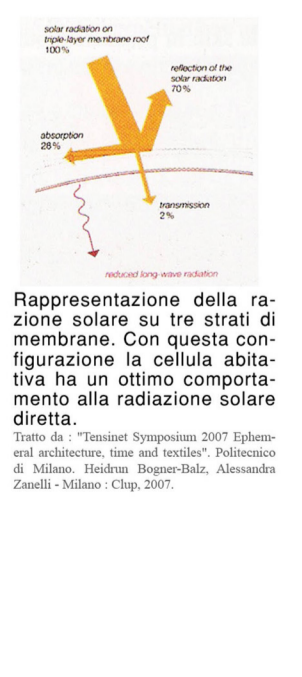 solar radiation on
triple-layer membrane roof
100%
reflection of the
solar radiation
70%
absorption
28%
transmission
2%
reduced long-wave radiation
Rappresentazione della ra-
zione solare su tre strati di
membrane. Con questa con-
figurazione la cellula abita-
tiva ha un ottimo comporta-
mento alla radiazione solare
diretta.
Tratto da : "Tensinet Symposium 2007 Ephem-
eral architecture, time and textiles". Politecnico
di Milano. Heidrun Bogner-Balz, Alessandra
Zanelli - Milano : Clup, 2007.